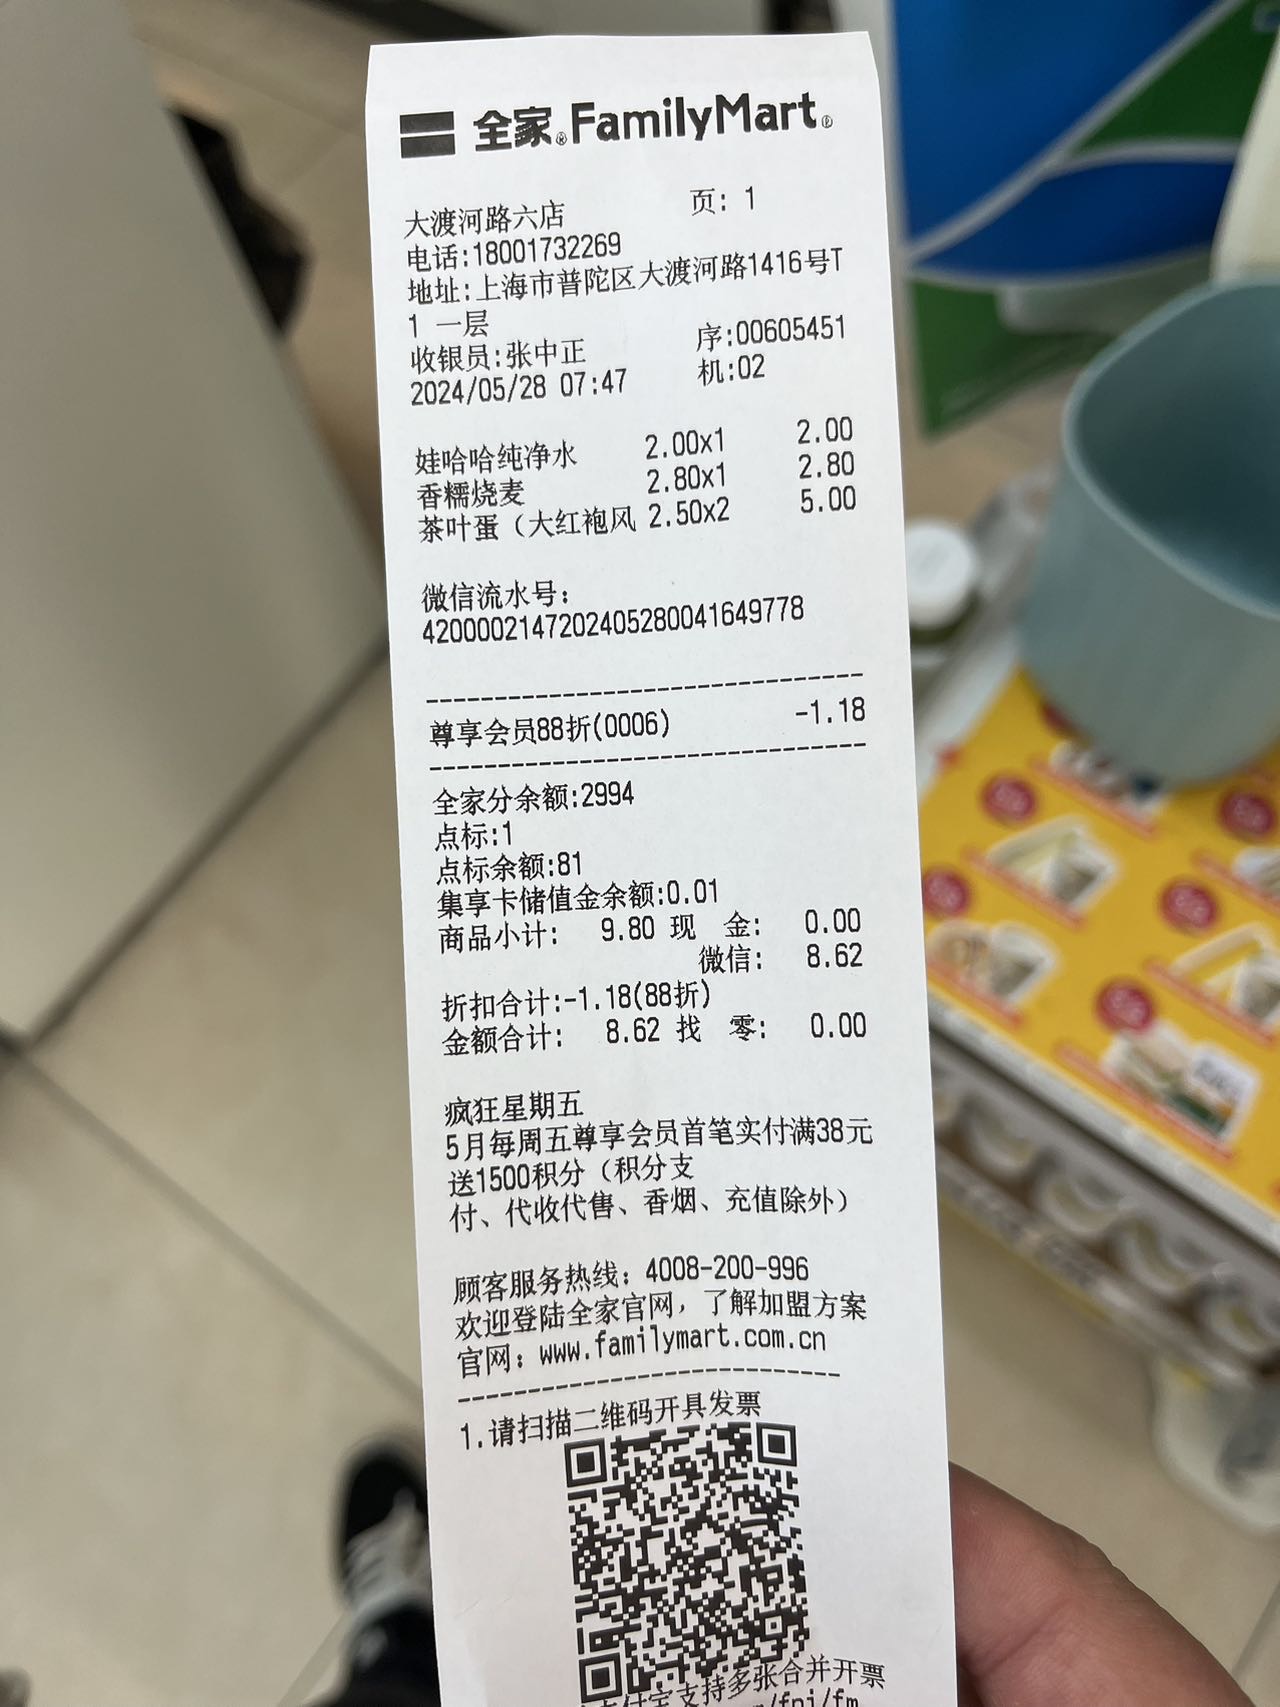 全家® FamilyMart®
大渡河路六店 页: 1
电话:18001732269
地址:上海市普陀区大渡河路1416号T
1 一层
收银员:张中正 序:00605451
2024/05/28 07:47 机:02
娃哈哈纯净水 2.00x1 2.00
香糯烧麦 2.80x1 2.80
茶叶蛋（大红袍风 2.50x2 5.00
微信流水号:
4200002147202405280041649778
--------------------------------
尊享会员88折(0006) -1.18
--------------------------------
全家分余额:2994
点标:1
点标余额:81
集享卡储值金余额:0.01
商品小计: 9.80 现 金: 0.00
微信: 8.62
折扣合计:-1.18(88折)
金额合计: 8.62 找 零: 0.00
疯狂星期五
5月每周五尊享会员首笔实付满38元
送1500积分（积分支
付、代收代售、香烟、充值除外）
顾客服务热线: 4008-200-996
欢迎登陆全家官网，了解加盟方案
官网: www.familymart.com.cn
----------------------------
1.请扫描二维码开具发票
支付宝支持多张合并开票
/fpj/fm